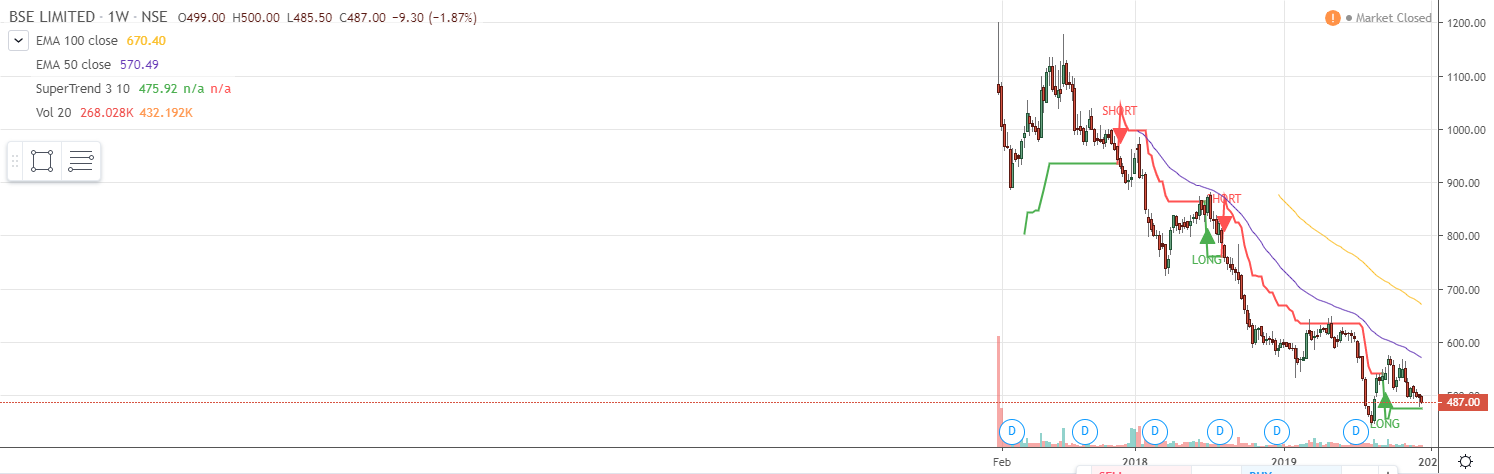 BSE LIMITED · 1W · NSE O499.00 H500.00 L485.50 C487.00 −9.30 (−1.87%)
! ● Market Closed
EMA 100 close 670.40
EMA 50 close 570.49
SuperTrend 3 10 475.92 n/a n/a
Vol 20 268.028K 432.192K
1200.00
1100.00
SHORT
1000.00
900.00
HORT
800.00
LONG
700.00
600.00
487.00
LONG
D D D D D D
Feb 2018 2019 202
SELL BUY